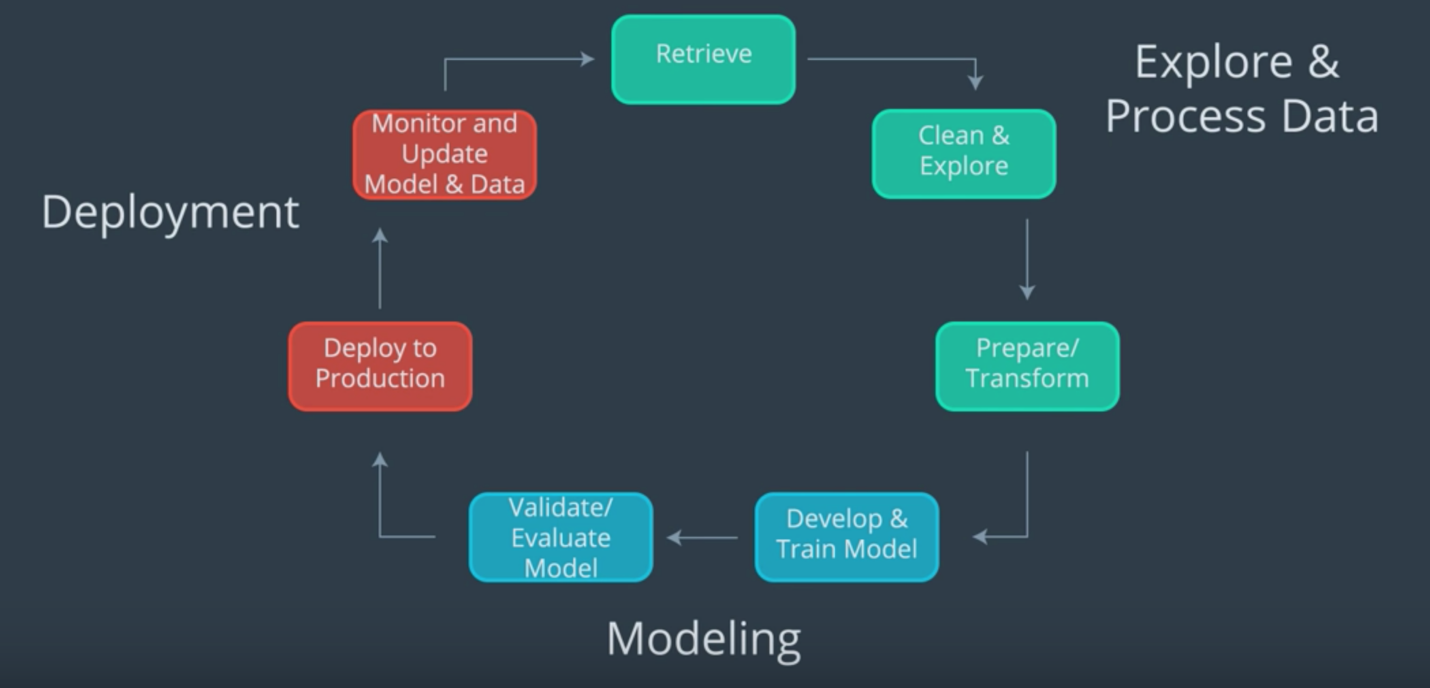 Retrieve
Explore &
Process Data
Clean &
Explore
Prepare/
Transform
Develop &
Train Model
Modeling
Validate/
Evaluate
Model
Deploy to
Production
Deployment
Monitor and
Update
Model & Data